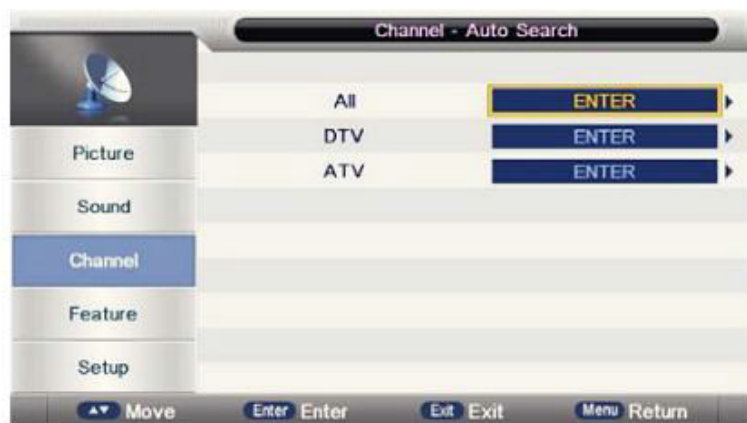 Channel - Auto Search
All ENTER
DTV ENTER
ATV ENTER
Picture
Sound
Channel
Feature
Setup
Move Enter Enter Exit Exit Menu Return